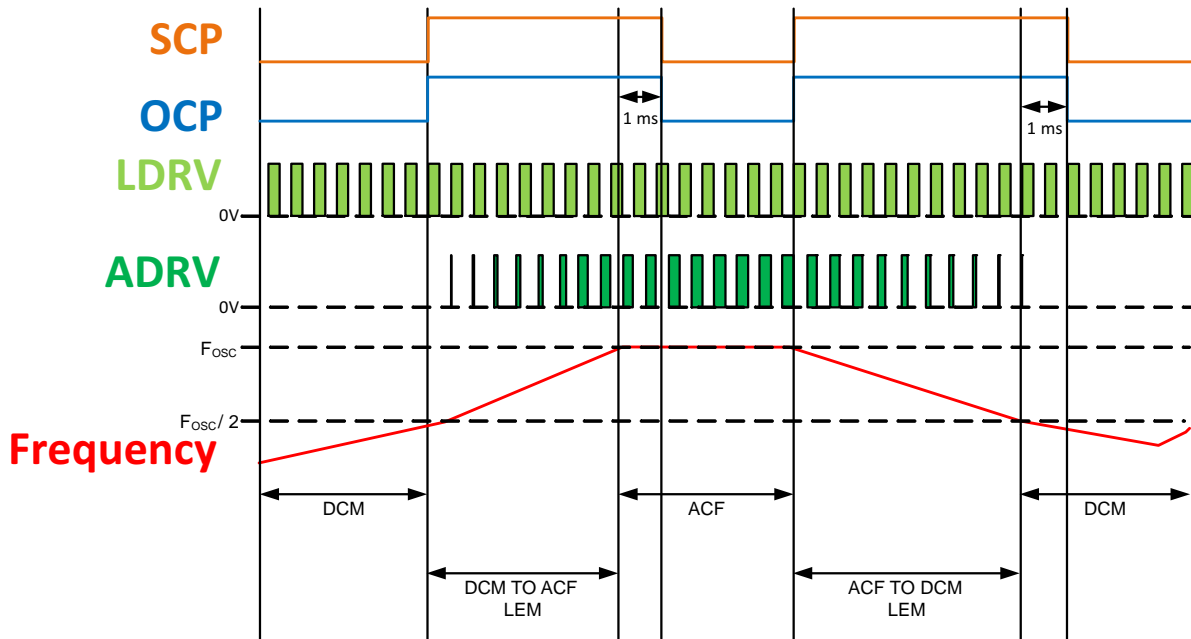 SCP
OCP
1 ms
1 ms
LDRV
0V
ADRV
0V
FOSC
FOSC / 2
Frequency
DCM
ACF
DCM
DCM TO ACF
LEM
ACF TO DCM
LEM